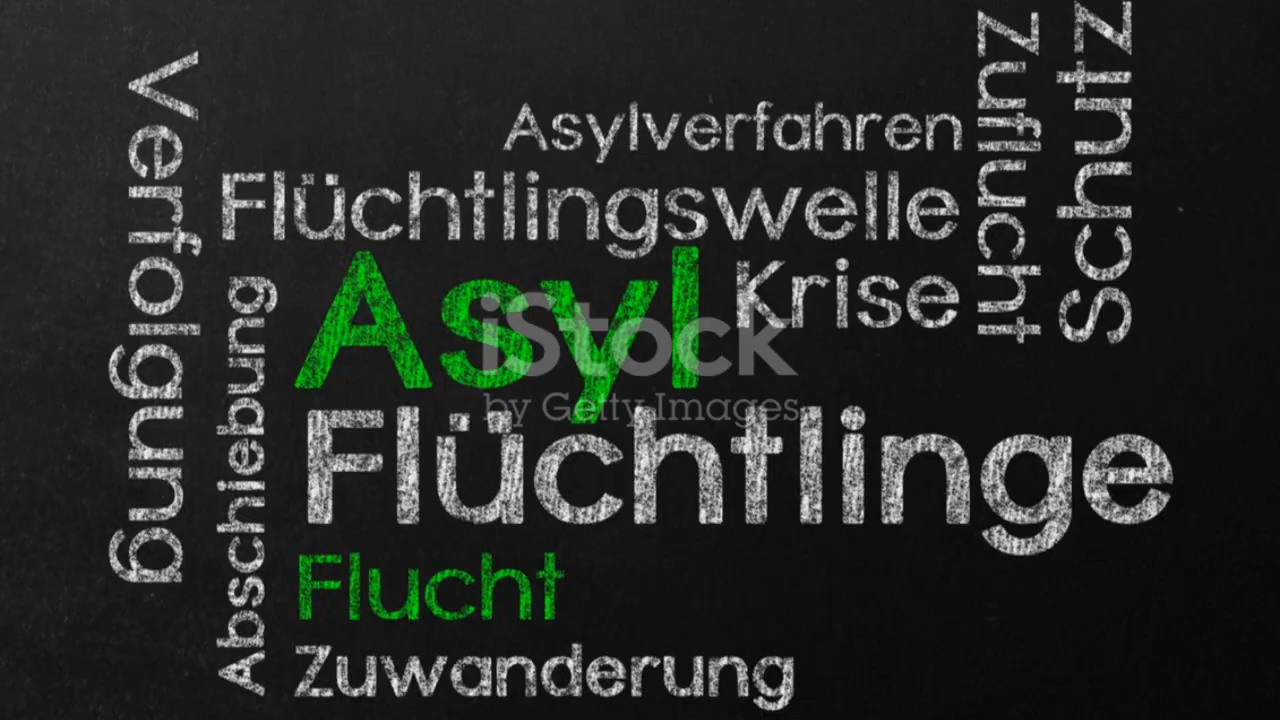 Verfolgung
Abschiebung
Asylverfahren
Flüchtlingswelle
Asyl
Krise
Zuflucht
Schutz
iStock
by Getty Images
Flüchtlinge
Flucht
Zuwanderung